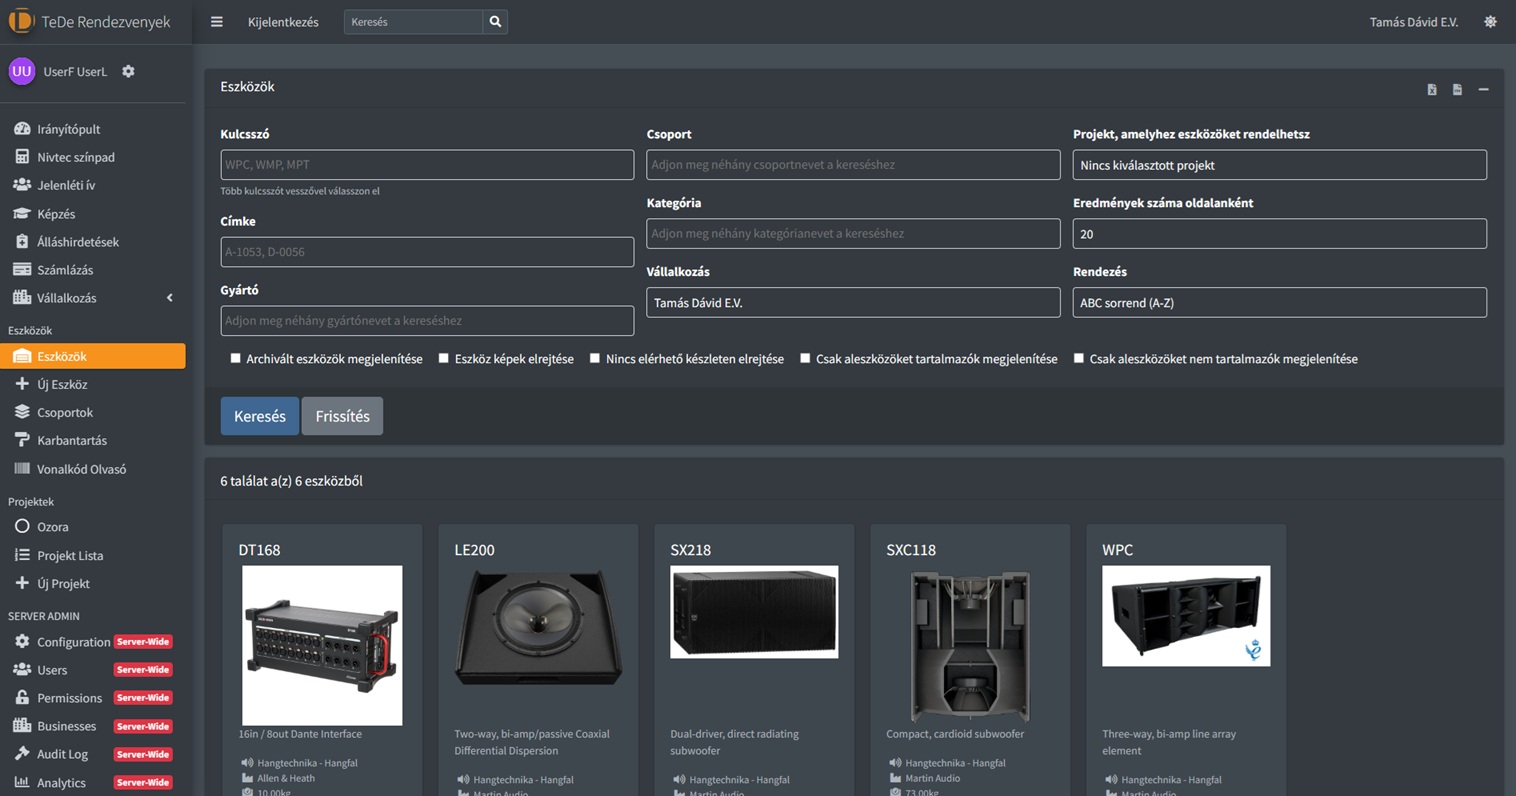 TeDe Rendezvenyek
Kijelentkezés
Keresés
Tamás Dávid E.V.
UU
UserF UserL
Irányítópult
Nivtec színpad
Jelenléti ív
Képzés
Álláshirdetések
Számlázás
Vállalkozás
Eszközök
Eszközök
Új Eszköz
Csoportok
Karbantartás
Vonalkód Olvasó
Projektek
Ozora
Projekt Lista
Új Projekt
SERVER ADMIN
Configuration Server-Wide
Users Server-Wide
Permissions Server-Wide
Businesses Server-Wide
Audit Log Server-Wide
Analytics Server-Wide
Eszközök
Kulcsszó
WPC, WMP, MPT
Több kulcsszót vesszővel válasszon el
Címke
A-1053, D-0056
Gyártó
Adjon meg néhány gyártónevet a kereséshez
Csoport
Adjon meg néhány csoportnevet a kereséshez
Kategória
Adjon meg néhány kategórianevet a kereséshez
Vállalkozás
Tamás Dávid E.V.
Projekt, amelyhez eszközöket rendelhetsz
Nincs kiválasztott projekt
Eredmények száma oldalanként
20
Rendezés
ABC sorrend (A-Z)
Archivált eszközök megjelenítése
Eszköz képek elrejtése
Nincs elérhető készleten elrejtése
Csak aleszközöket tartalmazók megjelenítése
Csak aleszközöket nem tartalmazók megjelenítése
Keresés
Frissítés
6 találat a(z) 6 eszközből
DT168
16in / 8out Dante Interface
Hangtechnika - Hangfal
Allen & Heath
10.00kg
LE200
Two-way, bi-amp/passive Coaxial
Differential Dispersion
Hangtechnika - Hangfal
Martin Audio
SX218
Dual-driver, direct radiating
subwoofer
Hangtechnika - Hangfal
Martin Audio
SXC118
Compact, cardioid subwoofer
Hangtechnika - Hangfal
Martin Audio
73.00kg
WPC
Three-way, bi-amp line array
element
Hangtechnika - Hangfal
Martin Audio